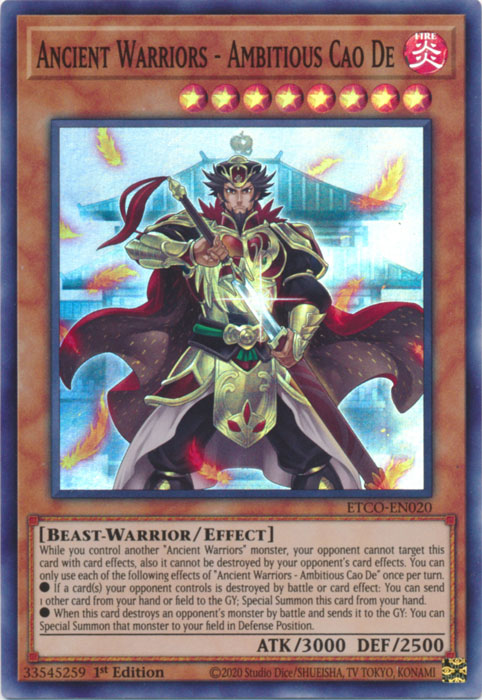 Ancient Warriors - Ambitious Cao De
FIRE
炎
ETCO-EN020
[Beast-Warrior/Effect]
While you control another "Ancient Warriors" monster, your opponent cannot target this
card with card effects, also it cannot be destroyed by your opponent's card effects. You can
only use each of the following effects of "Ancient Warriors - Ambitious Cao De" once per turn.
● If a card(s) your opponent controls is destroyed by battle or card effect: You can send
1 other card from your hand or field to the GY; Special Summon this card from your hand.
● When this card destroys an opponent's monster by battle and sends it to the GY: You can
Special Summon that monster to your field in Defense Position.
ATK/3000 DEF/2500
33545259 1st Edition ©2020 Studio Dice/SHUEISHA, TV TOKYO, KONAMI